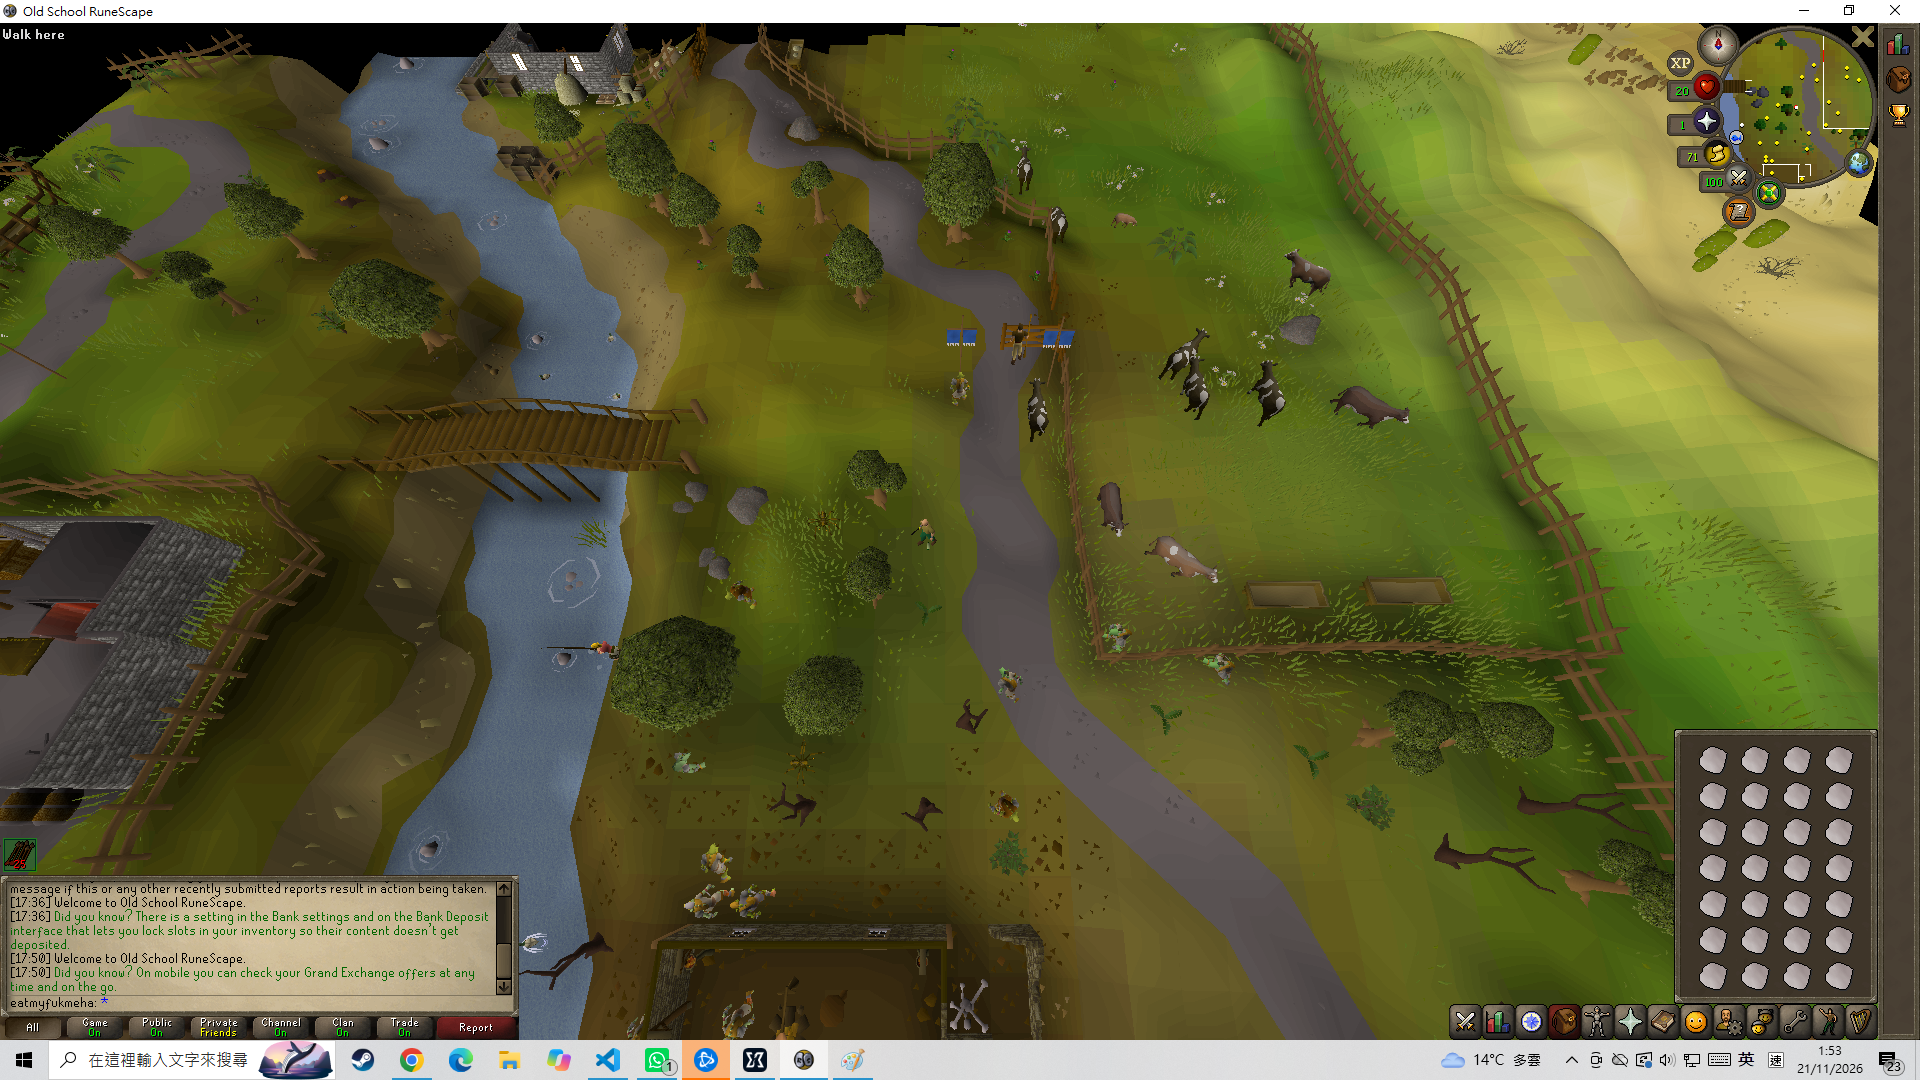 Old School RuneScape
Walk here
N
XP
20
1
71
100
25
message if this or any other recently submitted reports result in action being taken.
[17:36] Welcome to Old School RuneScape.
[17:36] Did you know? There is a setting in the Bank settings and on the Bank Deposit
interface that lets you lock slots in your inventory so their content doesn't get
deposited.
[17:50] Welcome to Old School RuneScape.
[17:50] Did you know? On mobile you can check your Grand Exchange offers at any
time and on the go.
eatmyfukmeha: *
All
Game
On
Public
On
Private
Friends
Channel
On
Clan
On
Trade
On
Report
在這裡輸入文字來搜尋
1
14°C 多雲
英
速
1:53
21/11/2026
23